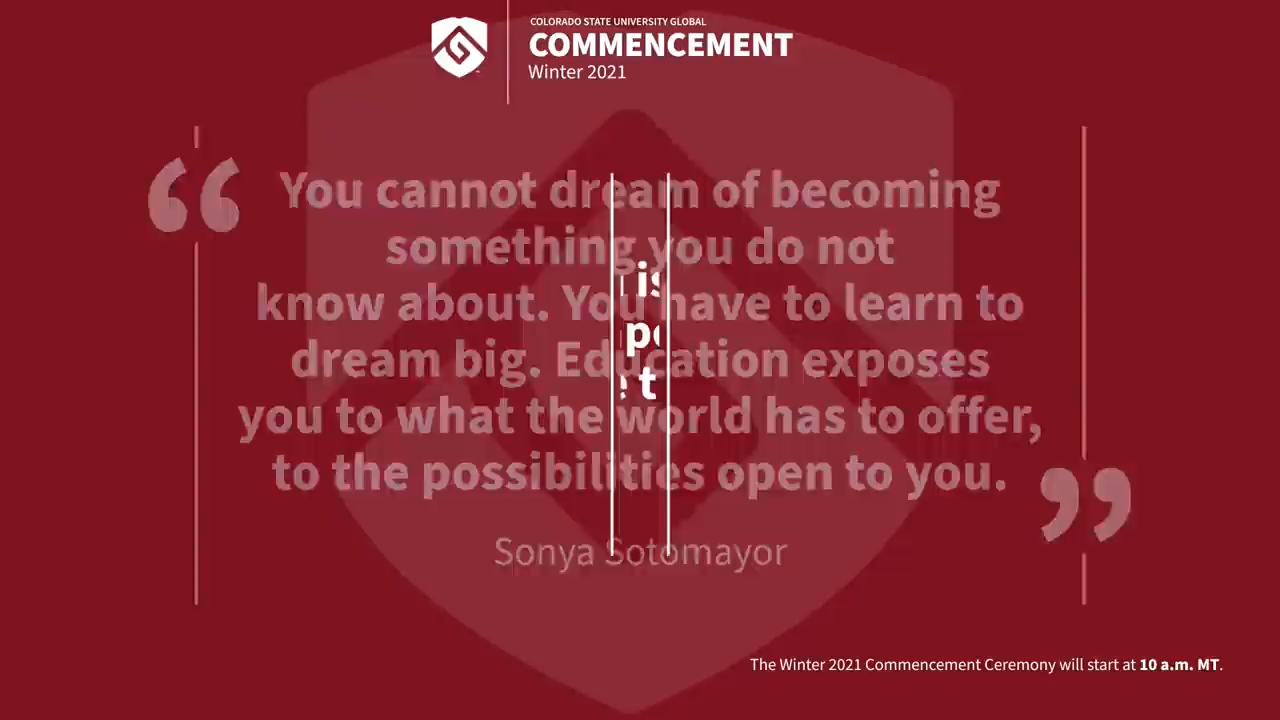 COLORADO STATE UNIVERSITY GLOBAL
COMMENCEMENT
Winter 2021
“You cannot dream of becoming
something you do not
know about. You have to learn to
dream big. Education exposes
you to what the world has to offer,
to the possibilities open to you.”
Sonya Sotomayor
The Winter 2021 Commencement Ceremony will start at 10 a.m. MT.